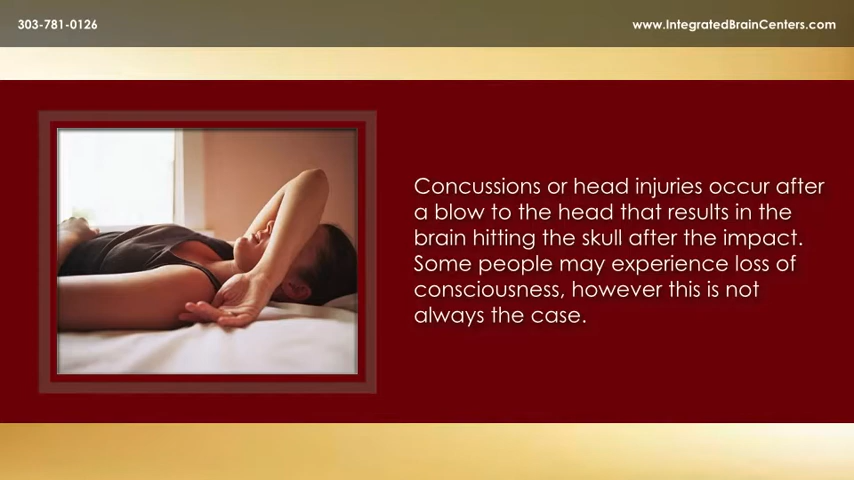 303-781-0126
www.IntegratedBrainCenters.com
Concussions or head injuries occur after
a blow to the head that results in the
brain hitting the skull after the impact.
Some people may experience loss of
consciousness, however this is not
always the case.